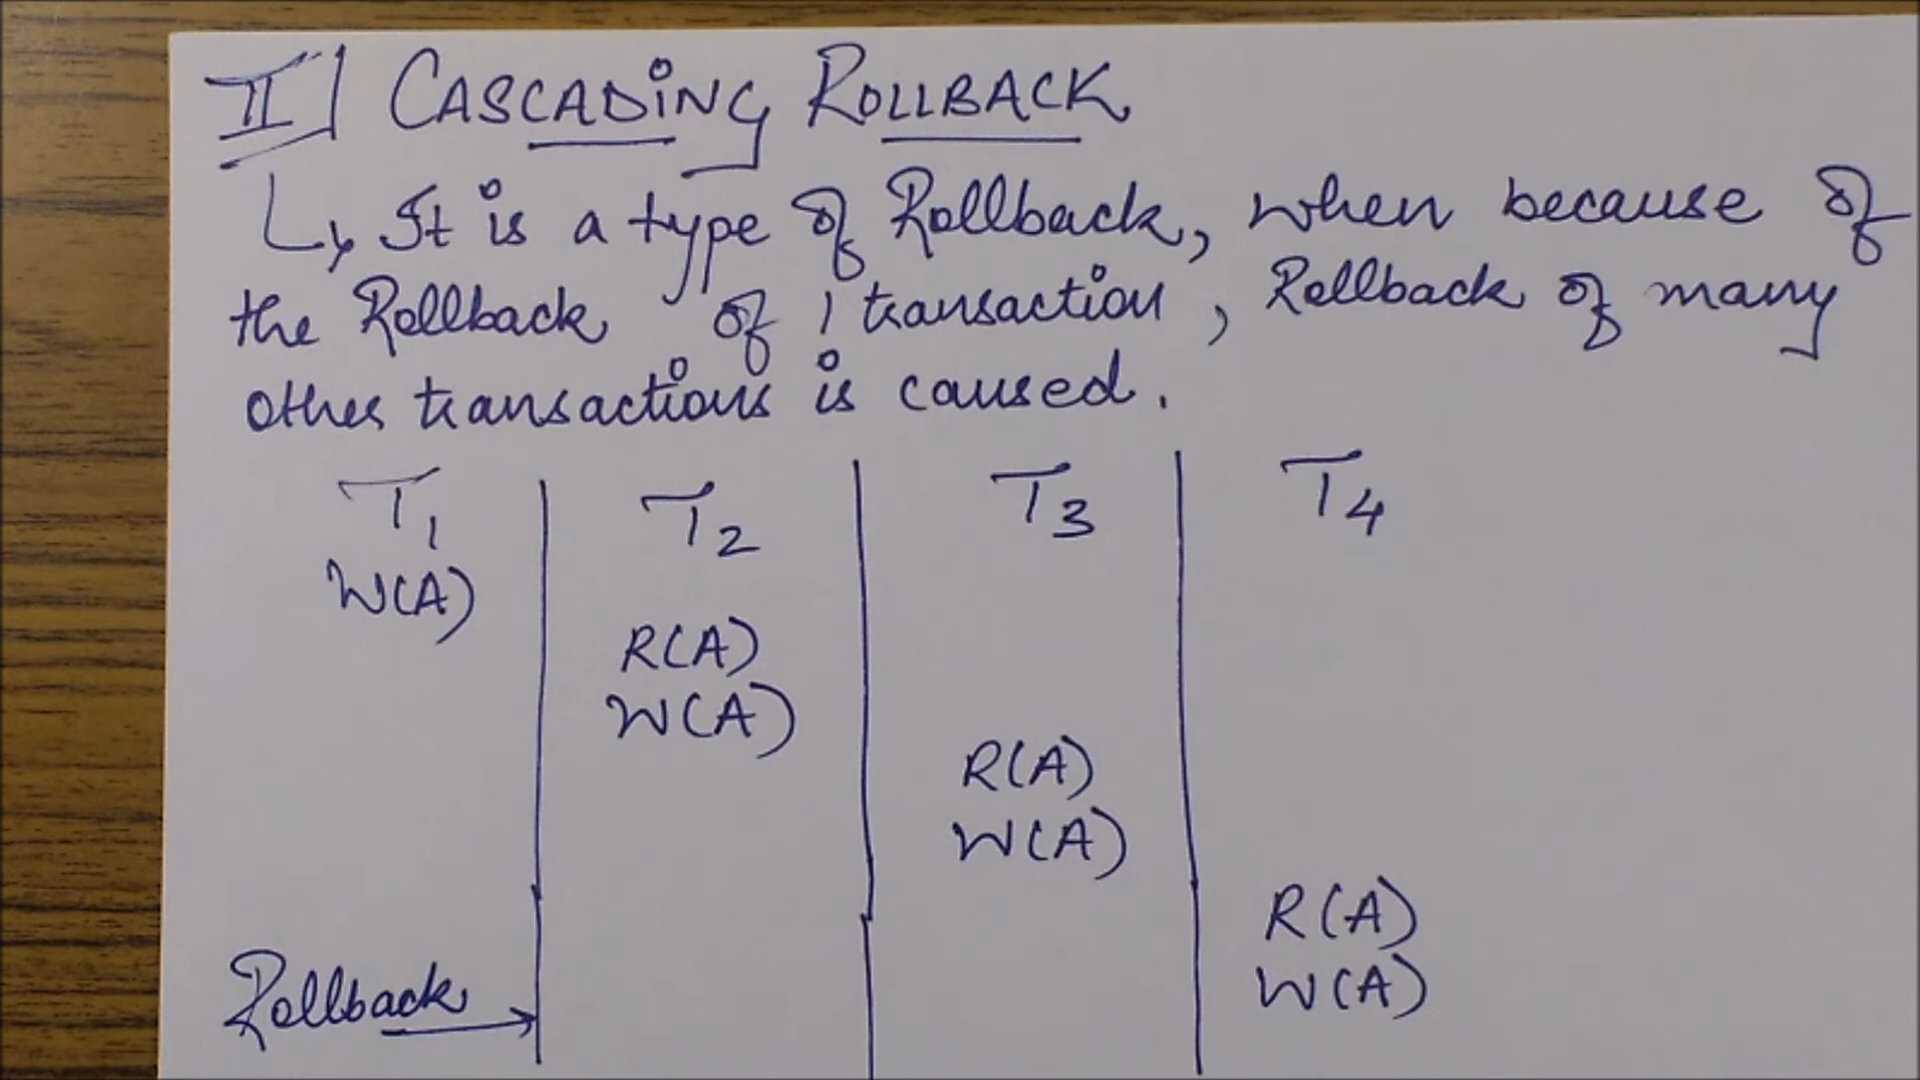 II] CASCADING ROLLBACK
↳ It is a type of Rollback, when because of
the Rollback of 1 transaction, Rollback of many
other transactions is caused.
T1 T2 T3 T4
W(A)
R(A)
W(A)
R(A)
W(A)
R(A)
W(A)
Rollback →